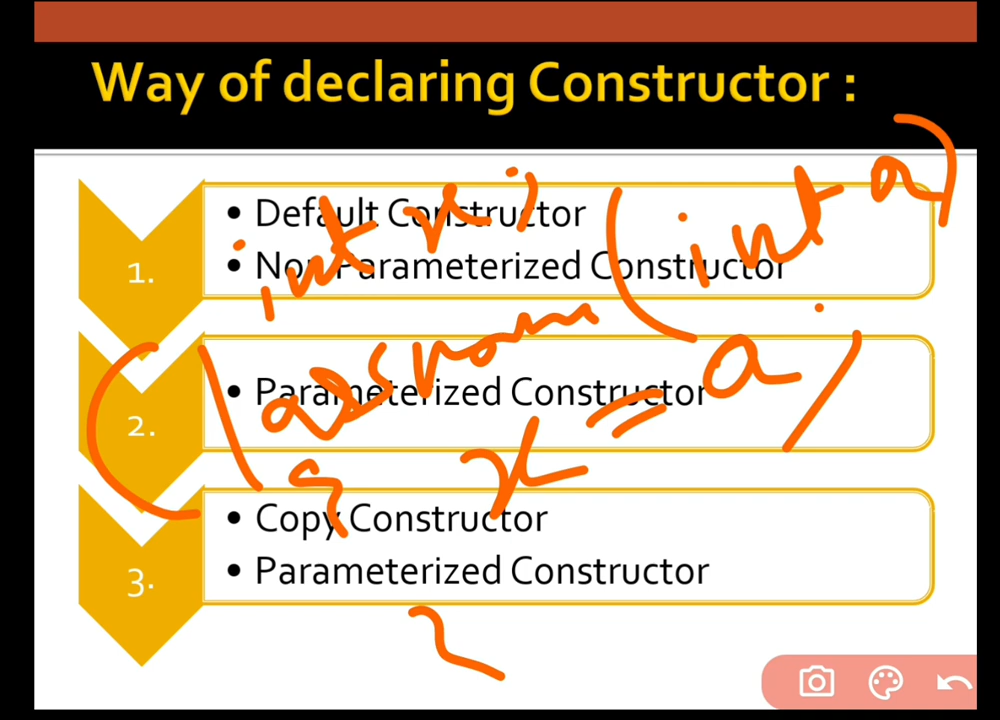 Way of declaring Constructor :
1.
• Default Constructor
• Non Parameterized Constructor
int x;
(int a)
2.
• Parameterized Constructor
x = a;
3.
• Copy Constructor
• Parameterized Constructor